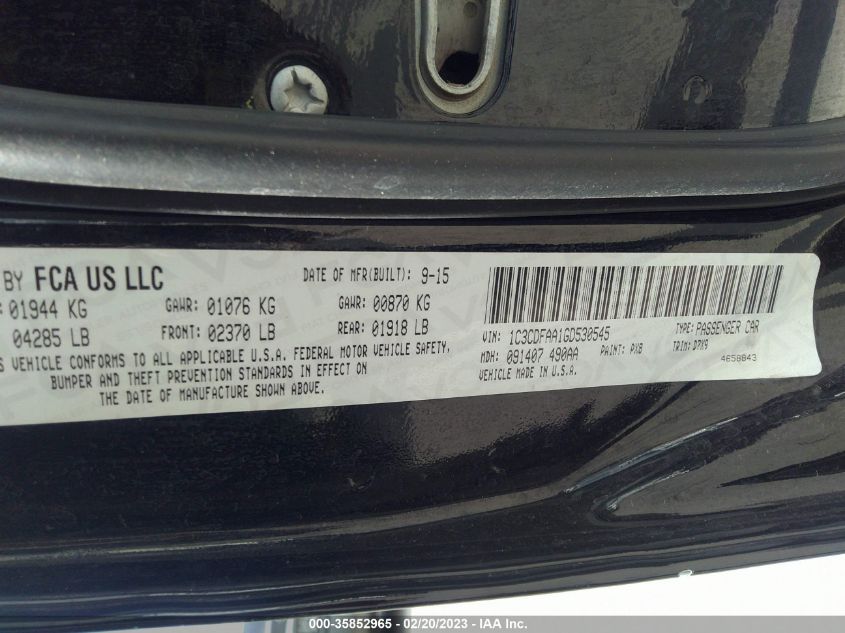 BY FCA US LLC
DATE OF MFR(BUILT): 9-15
01944 KG GAWR: 01076 KG GAWR: 00870 KG
04285 LB FRONT: 02370 LB REAR: 01918 LB
S VEHICLE CONFORMS TO ALL APPLICABLE U.S.A. FEDERAL MOTOR VEHICLE SAFETY,
BUMPER AND THEFT PREVENTION STANDARDS IN EFFECT ON
THE DATE OF MANUFACTURE SHOWN ABOVE.
VIN: 1C3CDFAA1GD530545 TYPE: PASSENGER CAR
MDH: 091407 490AA PAINT: PX8 TRIM: DPX9
VEHICLE MADE IN U.S.A. 4658843
000-35852965 — 02/20/2023 — IAA Inc.